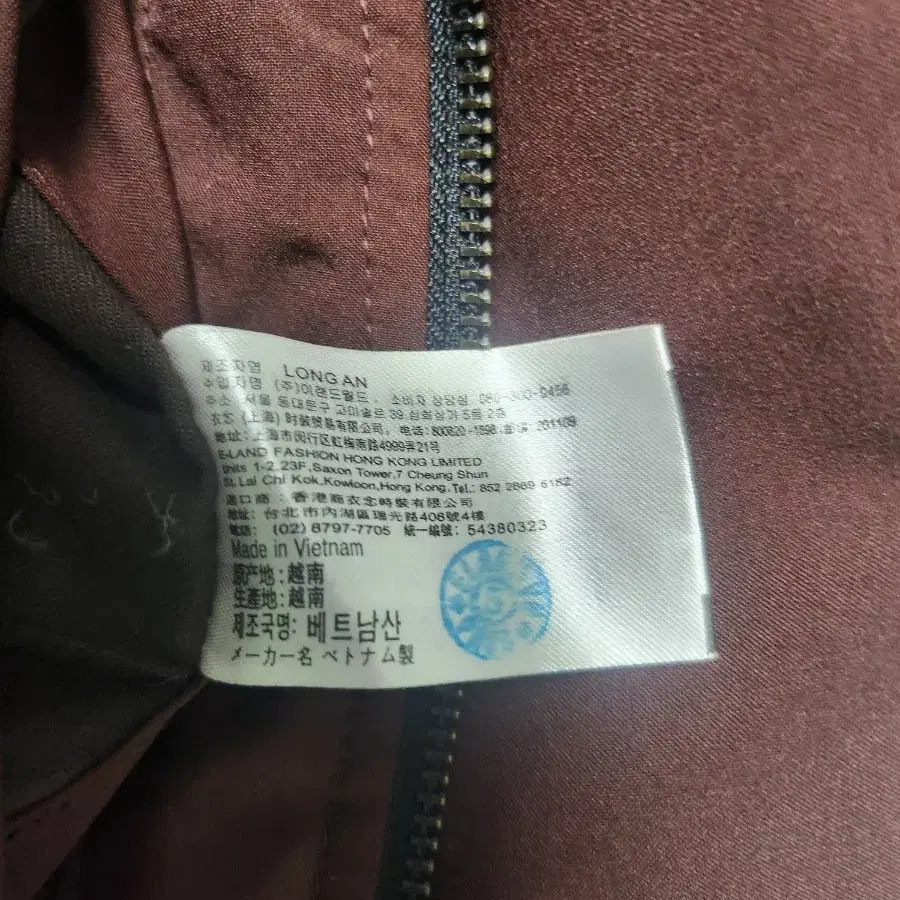 제조자명 LONG AN
수입자명 (주)이랜드월드, 소비자 상담실 080-300-0456
주소 서울 동대문구 고미술로 39 삼희상가 5동 2층
衣念 (上海) 时装贸易有限公司, 电话:800820-1898, 201109
地址:上海市闵行区虹梅南路4999弄21号
E-LAND FASHION HONG KONG LIMITED
Units 1-2,23F,Saxon Tower,7 Cheung Shun
St,Lai Chi Kok,Kowloon,Hong Kong.Tel.: 852 2669 6182
進口商 : 香港商衣念時裝有限公司
地址: 台北市內湖區瑞光路408號4樓
電話: (02) 8797-7705 統一編號: 54380323
Made in Vietnam
原产地:越南
生產地:越南
제조국명: 베트남산
メーカー名 ベトナム製